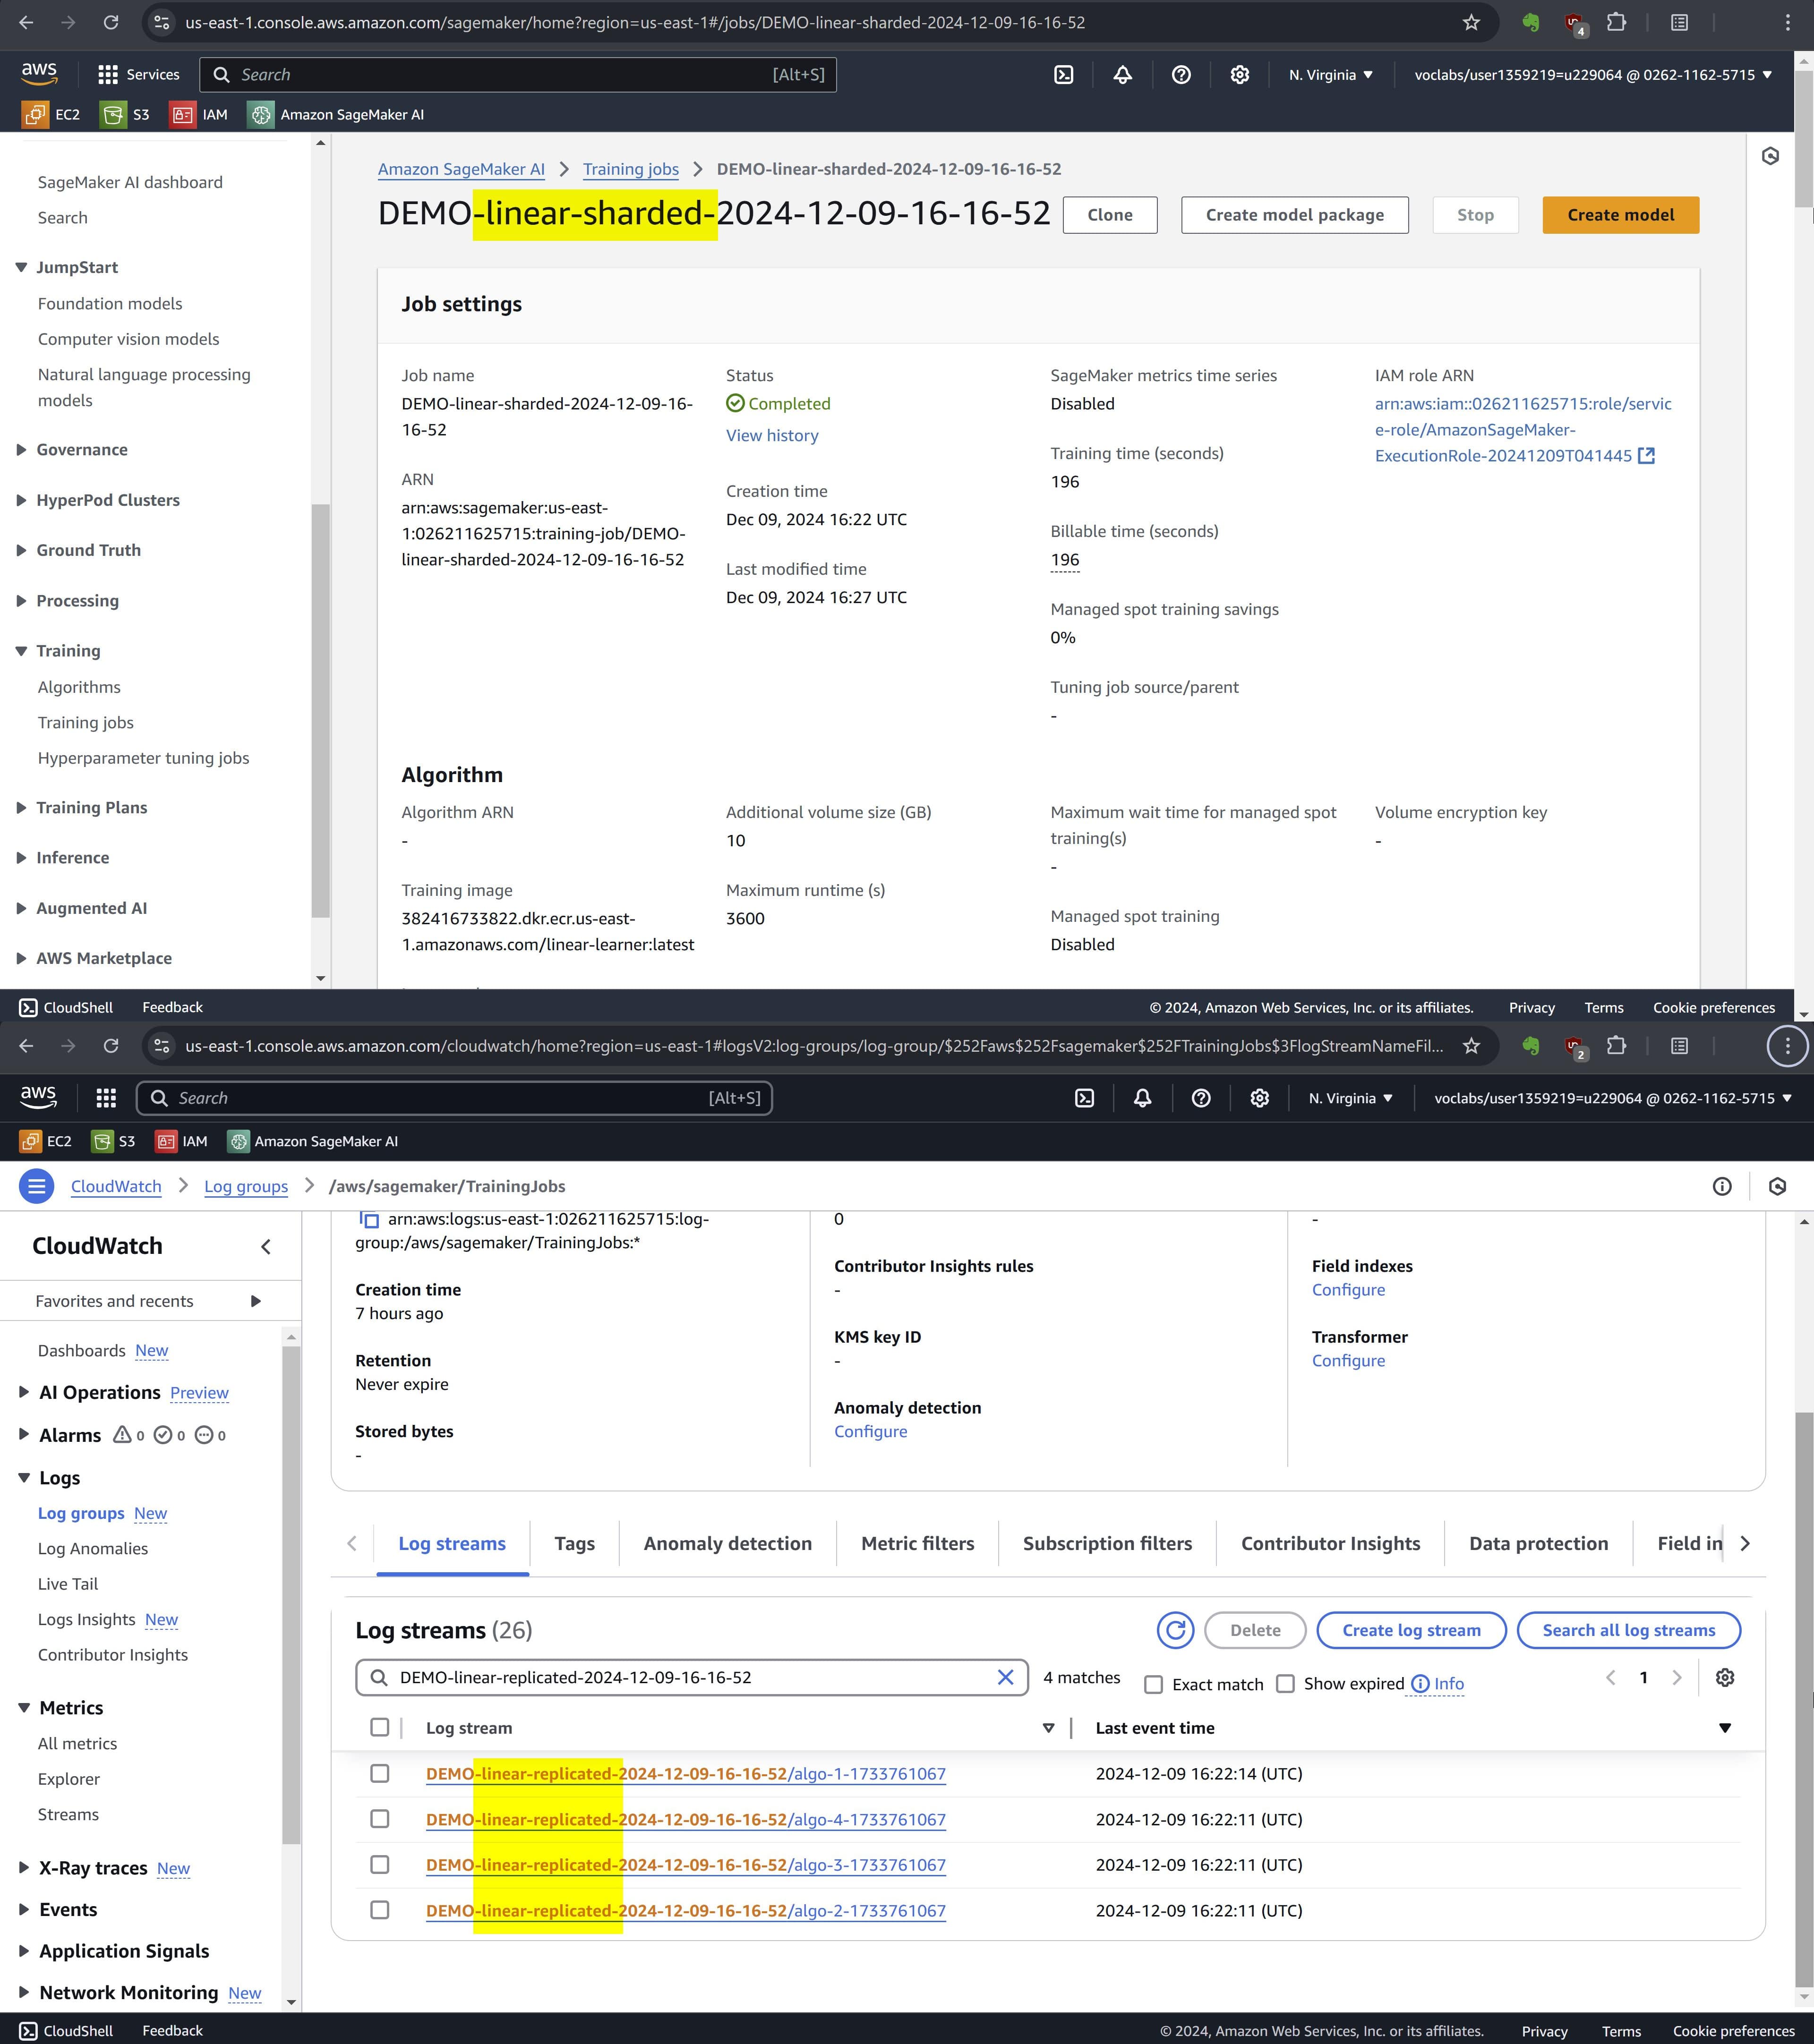 us-east-1.console.aws.amazon.com/sagemaker/home?region=us-east-1#/jobs/DEMO-linear-sharded-2024-12-09-16-16-52
4
aws
Services
Search
[Alt+S]
N. Virginia
voclabs/user1359219=u229064 @ 0262-1162-5715
EC2
S3
IAM
Amazon SageMaker AI
SageMaker AI dashboard
Search
JumpStart
Foundation models
Computer vision models
Natural language processing
models
Governance
HyperPod Clusters
Ground Truth
Processing
Training
Algorithms
Training jobs
Hyperparameter tuning jobs
Training Plans
Inference
Augmented AI
AWS Marketplace
Amazon SageMaker AI
Training jobs
DEMO-linear-sharded-2024-12-09-16-16-52
DEMO-linear-sharded-2024-12-09-16-16-52
Clone
Create model package
Stop
Create model
Job settings
Job name
DEMO-linear-sharded-2024-12-09-16-
16-52
ARN
arn:aws:sagemaker:us-east-
1:026211625715:training-job/DEMO-
linear-sharded-2024-12-09-16-16-52
Status
Completed
View history
Creation time
Dec 09, 2024 16:22 UTC
Last modified time
Dec 09, 2024 16:27 UTC
SageMaker metrics time series
Disabled
Training time (seconds)
196
Billable time (seconds)
196
Managed spot training savings
0%
Tuning job source/parent
-
IAM role ARN
arn:aws:iam::026211625715:role/servic
e-role/AmazonSageMaker-
ExecutionRole-20241209T041445
Algorithm
Algorithm ARN
-
Training image
382416733822.dkr.ecr.us-east-
1.amazonaws.com/linear-learner:latest
Additional volume size (GB)
10
Maximum runtime (s)
3600
Maximum wait time for managed spot
training(s)
-
Managed spot training
Disabled
Volume encryption key
-
CloudShell
Feedback
© 2024, Amazon Web Services, Inc. or its affiliates.
Privacy
Terms
Cookie preferences
us-east-1.console.aws.amazon.com/cloudwatch/home?region=us-east-1#logsV2:log-groups/log-group/$252Faws$252Fsagemaker$252FTrainingJobs$3FlogStreamNameFil...
2
aws
Search
[Alt+S]
N. Virginia
voclabs/user1359219=u229064 @ 0262-1162-5715
EC2
S3
IAM
Amazon SageMaker AI
CloudWatch
Log groups
/aws/sagemaker/TrainingJobs
CloudWatch
Favorites and recents
Dashboards New
AI Operations Preview
Alarms 0 0 0
Logs
Log groups New
Log Anomalies
Live Tail
Logs Insights New
Contributor Insights
Metrics
All metrics
Explorer
Streams
X-Ray traces New
Events
Application Signals
Network Monitoring New
arn:aws:logs:us-east-1:026211625715:log-
group:/aws/sagemaker/TrainingJobs:*
Creation time
7 hours ago
Retention
Never expire
Stored bytes
-
0
Contributor Insights rules
-
KMS key ID
-
Anomaly detection
Configure
-
Field indexes
Configure
Transformer
Configure
Log streams
Tags
Anomaly detection
Metric filters
Subscription filters
Contributor Insights
Data protection
Field in
Log streams (26)
Delete
Create log stream
Search all log streams
DEMO-linear-replicated-2024-12-09-16-16-52
4 matches
Exact match
Show expired
Info
1
Log stream
Last event time
DEMO-linear-replicated-2024-12-09-16-16-52/algo-1-1733761067 2024-12-09 16:22:14 (UTC)
DEMO-linear-replicated-2024-12-09-16-16-52/algo-4-1733761067 2024-12-09 16:22:11 (UTC)
DEMO-linear-replicated-2024-12-09-16-16-52/algo-3-1733761067 2024-12-09 16:22:11 (UTC)
DEMO-linear-replicated-2024-12-09-16-16-52/algo-2-1733761067 2024-12-09 16:22:11 (UTC)
CloudShell
Feedback
© 2024, Amazon Web Services, Inc. or its affiliates.
Privacy
Terms
Cookie preferences